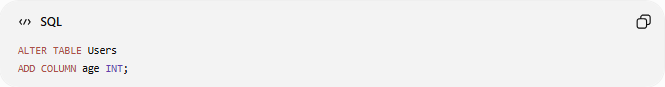 SQL
ALTER TABLE Users
ADD COLUMN age INT;